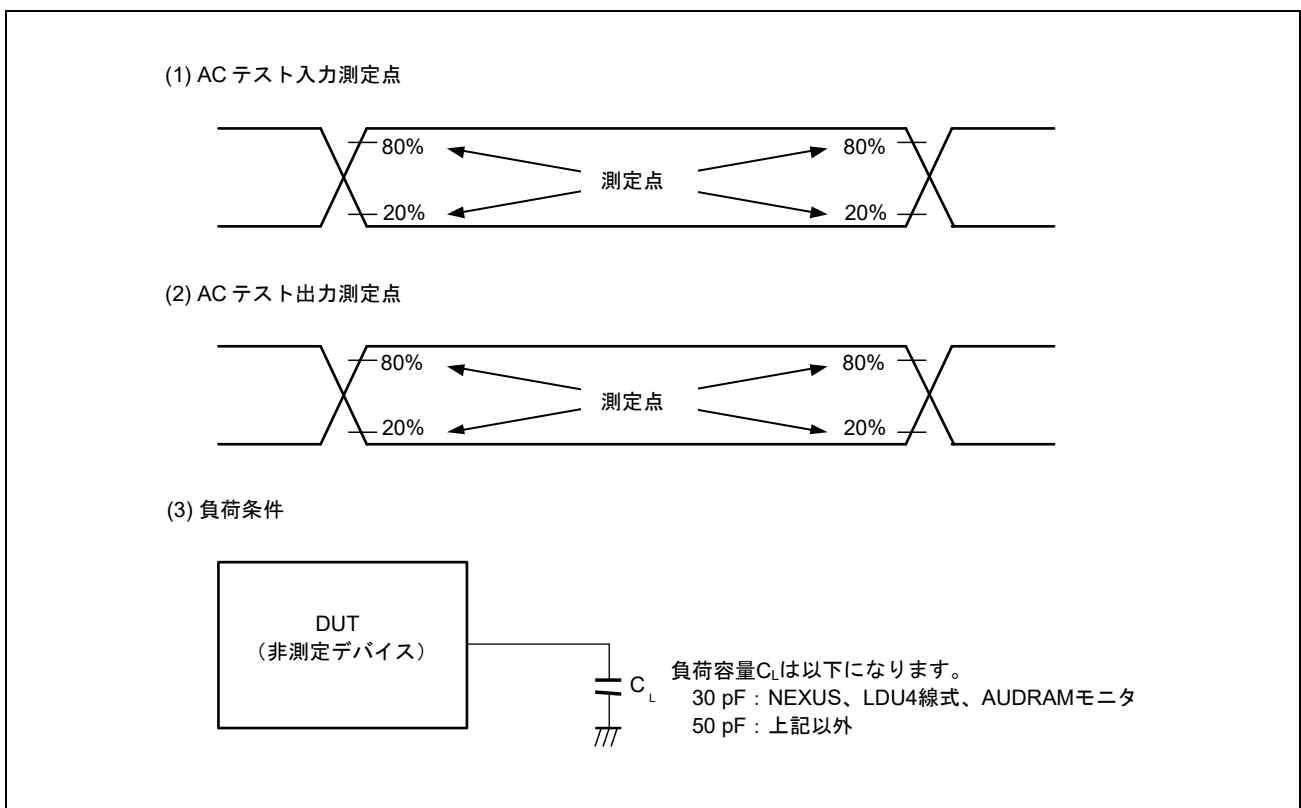 (1) AC テスト入力測定点
80%
80%
測定点
20%
20%
(2) AC テスト出力測定点
80%
80%
測定点
20%
20%
(3) 負荷条件
DUT
（非測定デバイス）
CL
負荷容量CLは以下になります。
30 pF：NEXUS、LDU4線式、AUDRAMモニタ
50 pF：上記以外